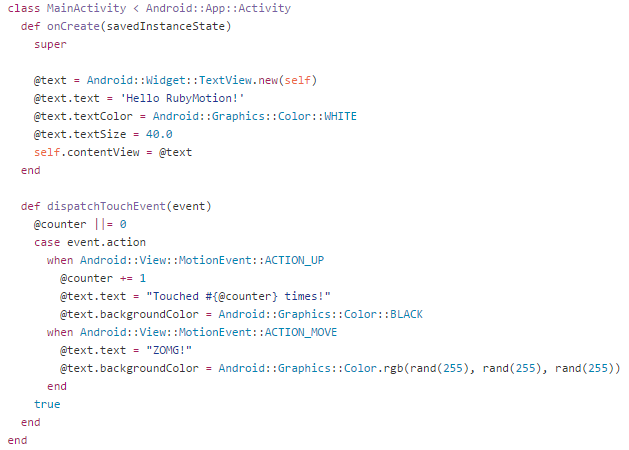 class MainActivity < Android::App::Activity
  def onCreate(savedInstanceState)
    super

    @text = Android::Widget::TextView.new(self)
    @text.text = 'Hello RubyMotion!'
    @text.textColor = Android::Graphics::Color::WHITE
    @text.textSize = 40.0
    self.contentView = @text
  end

  def dispatchTouchEvent(event)
    @counter ||= 0
    case event.action
      when Android::View::MotionEvent::ACTION_UP
        @counter += 1
        @text.text = "Touched #{@counter} times!"
        @text.backgroundColor = Android::Graphics::Color::BLACK
      when Android::View::MotionEvent::ACTION_MOVE
        @text.text = "ZOMG!"
        @text.backgroundColor = Android::Graphics::Color.rgb(rand(255), rand(255), rand(255))
      end
    true
  end
end